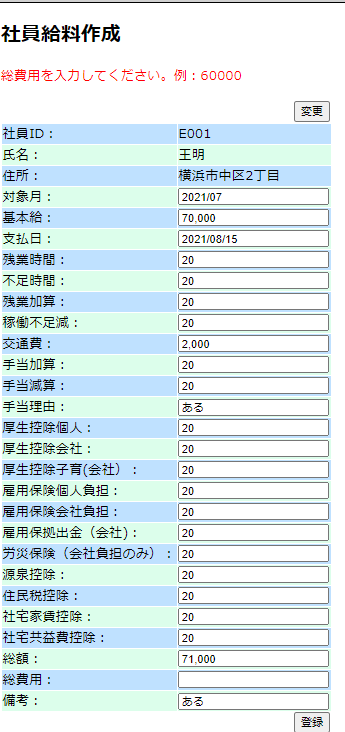 社員給料作成
総費用を入力してください。例：60000
変更
社員ID： E001
氏名： 王明
住所： 横浜市中区2丁目
対象月： 2021/07
基本給： 70,000
支払日： 2021/08/15
残業時間： 20
不足時間： 20
残業加算： 20
稼働不足減： 20
交通費： 2,000
手当加算： 20
手当減算： 20
手当理由： ある
厚生控除個人： 20
厚生控除会社： 20
厚生控除子育(会社）： 20
雇用保険個人負担： 20
雇用保険会社負担： 20
雇用保拠出金（会社)： 20
労災保険（会社負担のみ）： 20
源泉控除： 20
住民税控除： 20
社宅家賃控除： 20
社宅共益費控除： 20
総額： 71,000
総費用：
備考： ある
登録